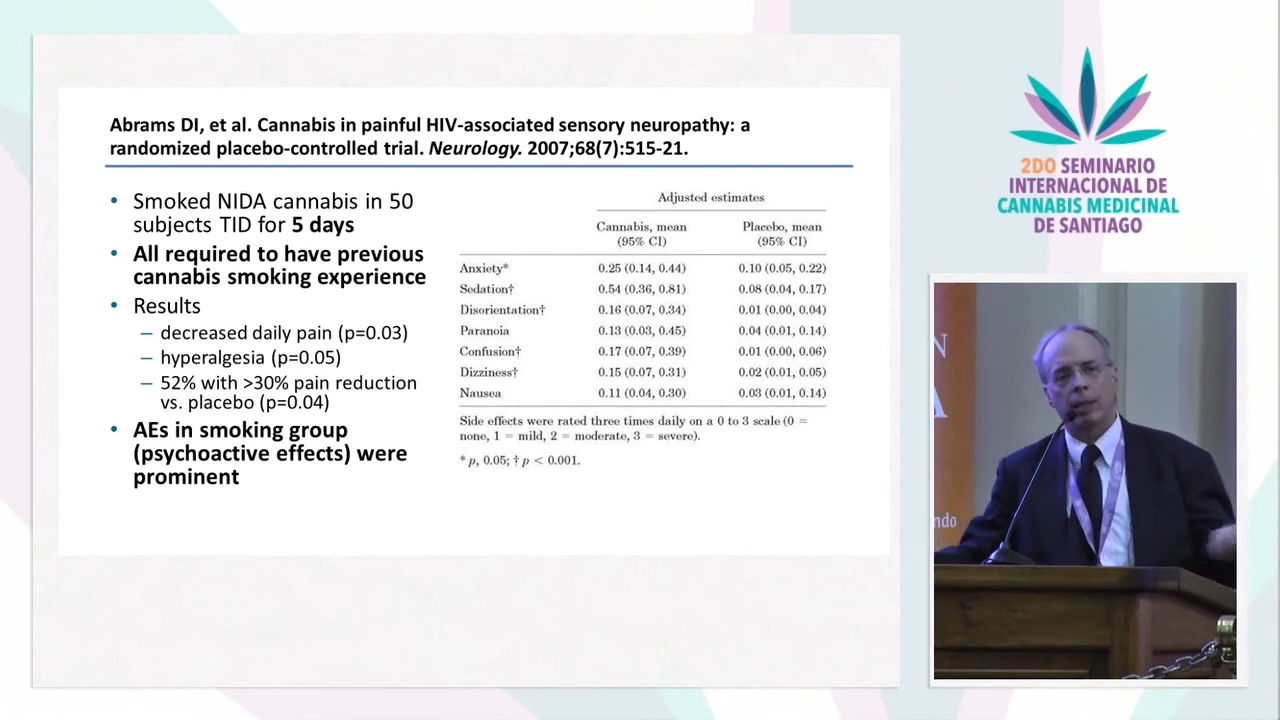 Abrams DI, et al. Cannabis in painful HIV-associated sensory neuropathy: a
randomized placebo-controlled trial. Neurology. 2007;68(7):515-21.
• Smoked NIDA cannabis in 50
subjects TID for 5 days
• All required to have previous
cannabis smoking experience
• Results
– decreased daily pain (p=0.03)
– hyperalgesia (p=0.05)
– 52% with >30% pain reduction
vs. placebo (p=0.04)
• AEs in smoking group
(psychoactive effects) were
prominent
Adjusted estimates
Cannabis, mean Placebo, mean
(95% CI) (95% CI)
Anxiety* 0.25 (0.14, 0.44) 0.10 (0.05, 0.22)
Sedation† 0.54 (0.36, 0.81) 0.08 (0.04, 0.17)
Disorientation† 0.16 (0.07, 0.34) 0.01 (0.00, 0.04)
Paranoia 0.13 (0.03, 0.45) 0.04 (0.01, 0.14)
Confusion† 0.17 (0.07, 0.39) 0.01 (0.00, 0.06)
Dizziness† 0.15 (0.07, 0.31) 0.02 (0.01, 0.05)
Nausea 0.11 (0.04, 0.30) 0.03 (0.01, 0.14)
Side effects were rated three times daily on a 0 to 3 scale (0 =
none, 1 = mild, 2 = moderate, 3 = severe).
* p, 0.05; † p < 0.001.
2DO SEMINARIO
INTERNACIONAL DE
CANNABIS MEDICINAL
DE SANTIAGO
N
A
ndo